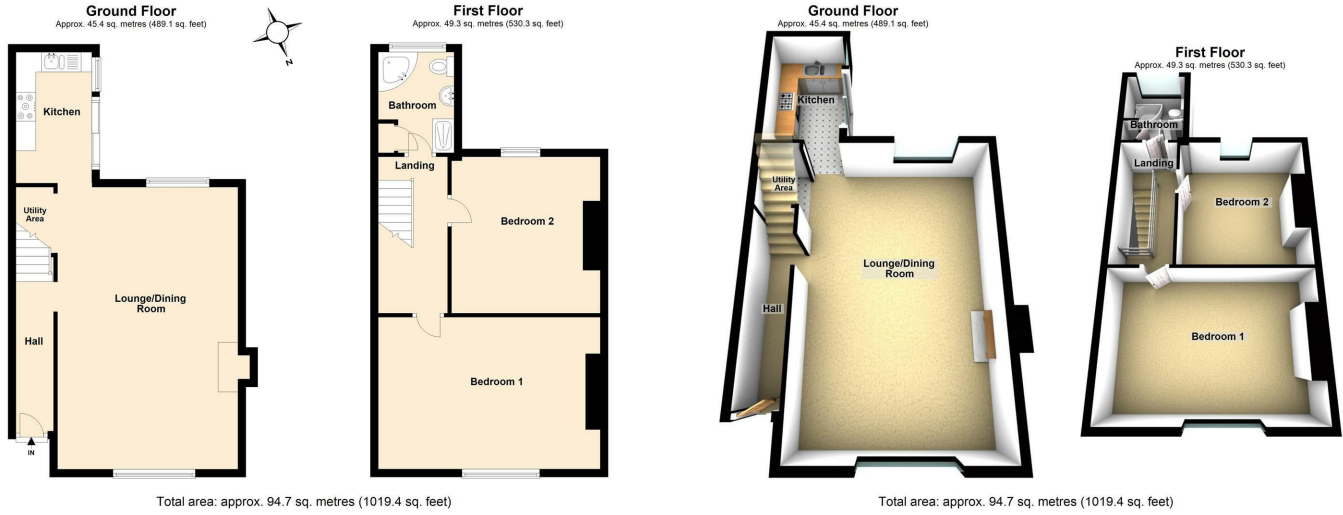 Ground Floor
Approx. 45.4 sq. metres (489.1 sq. feet)
N
Kitchen
Utility
Area
Lounge/Dining
Room
Hall
IN
First Floor
Approx. 49.3 sq. metres (530.3 sq. feet)
Bathroom
Landing
Bedroom 2
Bedroom 1
Total area: approx. 94.7 sq. metres (1019.4 sq. feet)
Ground Floor
Approx. 45.4 sq. metres (489.1 sq. feet)
Kitchen
Utility
Area
Lounge/Dining
Room
Hall
First Floor
Approx. 49.3 sq. metres (530.3 sq. feet)
Bathroom
Landing
Bedroom 2
Bedroom 1
Total area: approx. 94.7 sq. metres (1019.4 sq. feet)